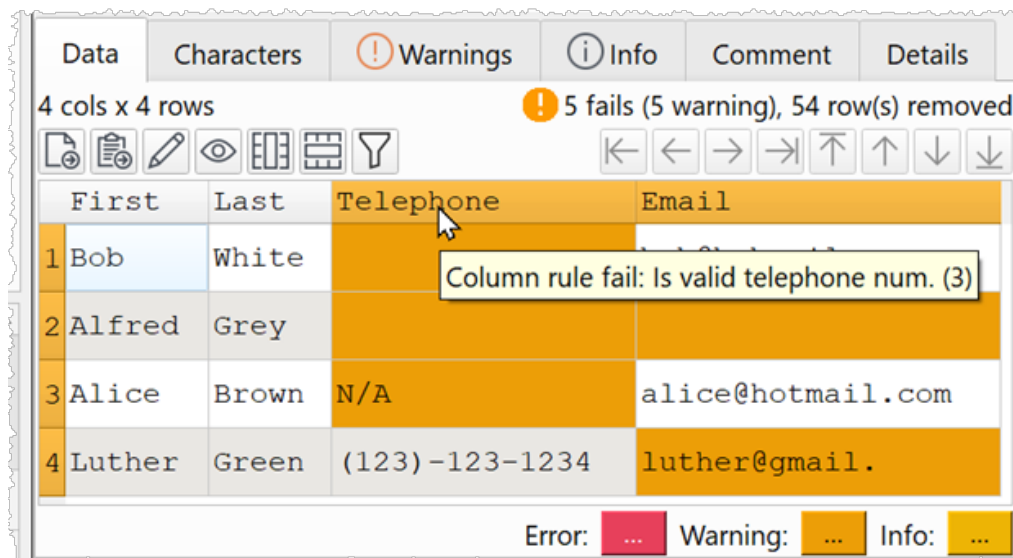 Data Characters Warnings Info Comment Details
4 cols x 4 rows 5 fails (5 warning), 54 row(s) removed
First Last Telephone Email
1 Bob White
Column rule fail: Is valid telephone num. (3)
2 Alfred Grey
3 Alice Brown N/A alice@hotmail.com
4 Luther Green (123)-123-1234 luther@gmail.
Error: ... Warning: ... Info: ...